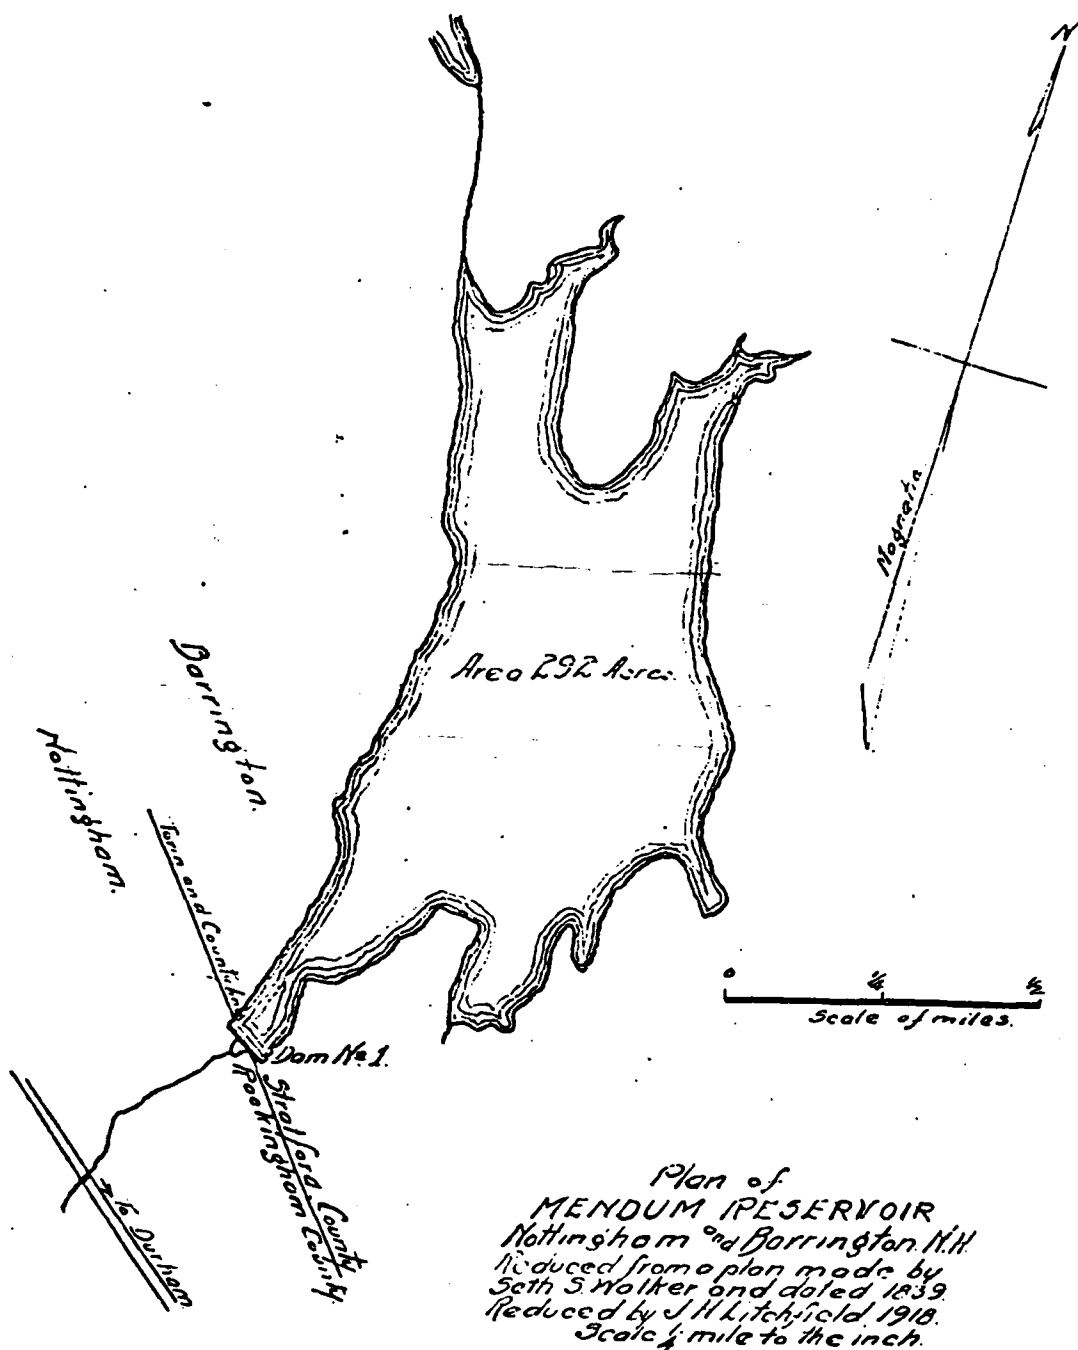 N
Magnetic
Area 292 Acres.
Barrington.
Nottingham.
Town and County line
0 1/4 1/2
Scale of miles.
Dam No 1.
Stratford County
Rockingham County.
To Durham
Plan of
MENDUM RESERVOIR
Nottingham and Barrington N.H.
Reduced from a plan made by
Seth S. Walker and dated 1839.
Reduced by J H Litchfield 1918.
Scale 1/4 mile to the inch.